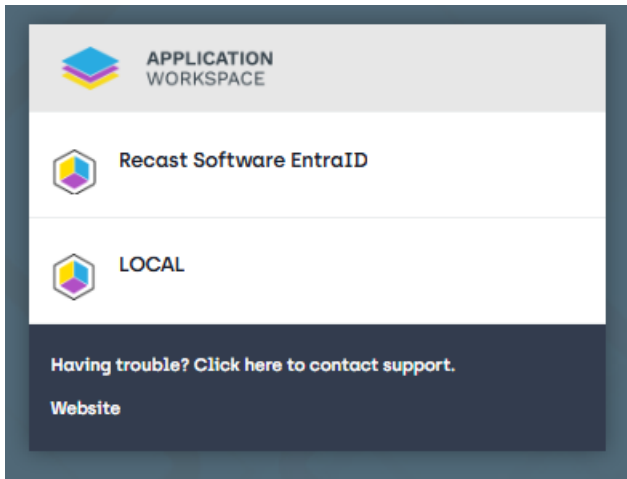 APPLICATION
WORKSPACE
Recast Software EntraID
LOCAL
Having trouble? Click here to contact support.
Website